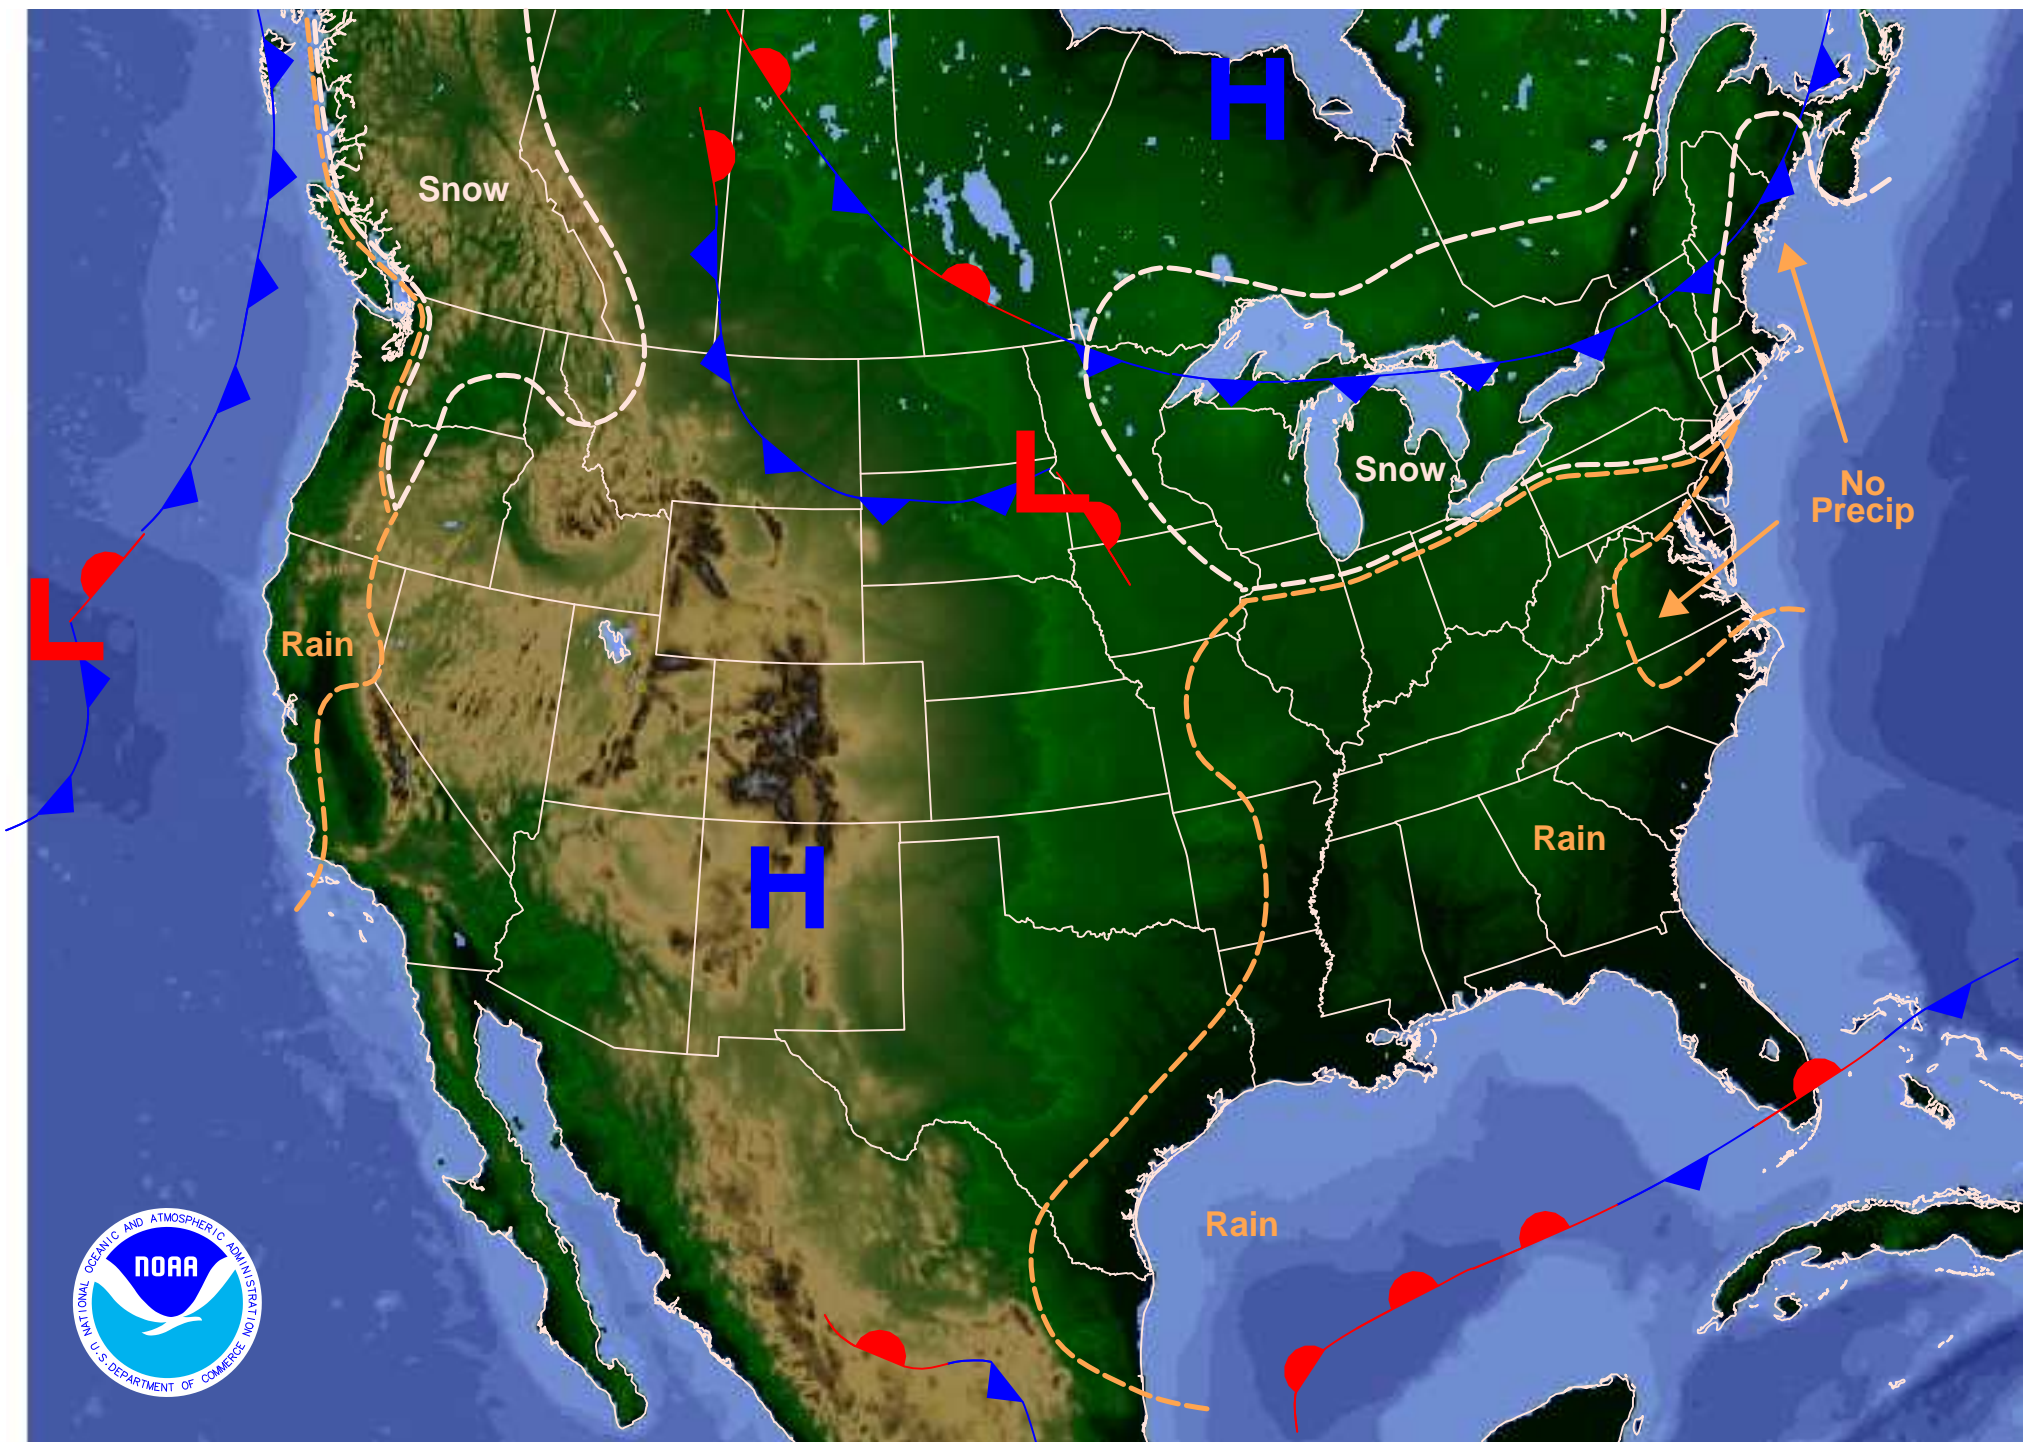 H
Snow
L
Snow
No
Precip
L
Rain
Rain
H
Rain
NATIONAL OCEANIC AND ATMOSPHERIC ADMINISTRATION
NOAA
U.S. DEPARTMENT OF COMMERCE